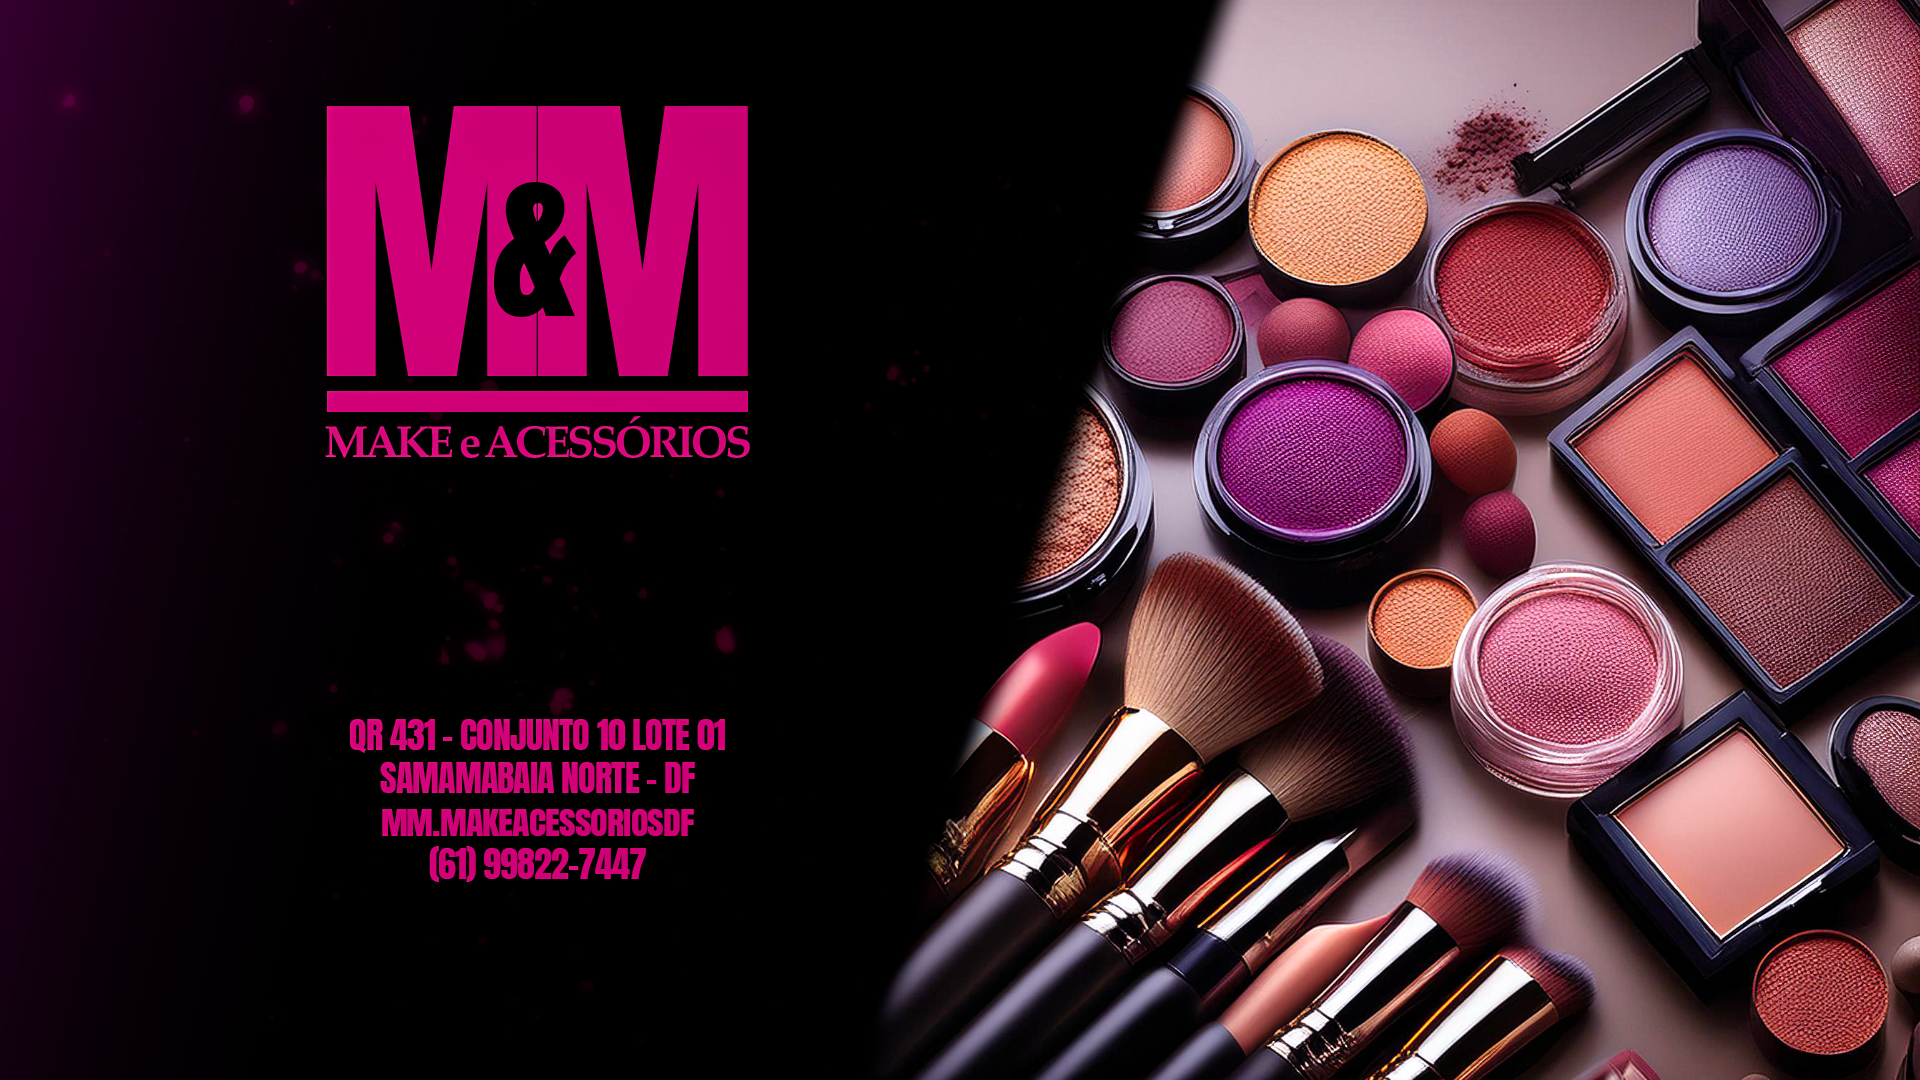 M&M
MAKE e ACESSÓRIOS
QR 431 - CONJUNTO 10 LOTE 01
SAMAMABAIA NORTE - DF
MM.MAKEACESSORIOSDF
(61) 99822-7447